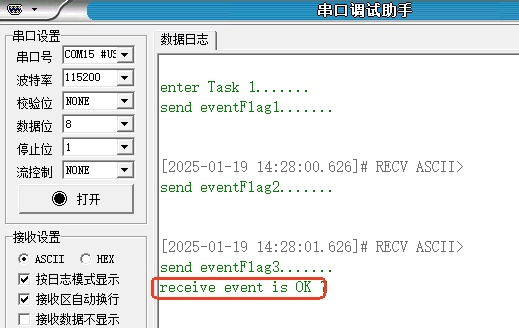 串口调试助手
串口设置
串口号 COM15 #US
波特率 115200
校验位 NONE
数据位 8
停止位 1
流控制 NONE
打开
接收设置
ASCII HEX
按日志模式显示
接收区自动换行
接收数据不显示
数据日志
enter Task 1.......
send eventFlag1.......
[2025-01-19 14:28:00.626]# RECV ASCII>
send eventFlag2.......
[2025-01-19 14:28:01.626]# RECV ASCII>
send eventFlag3.......
receive event is OK 7